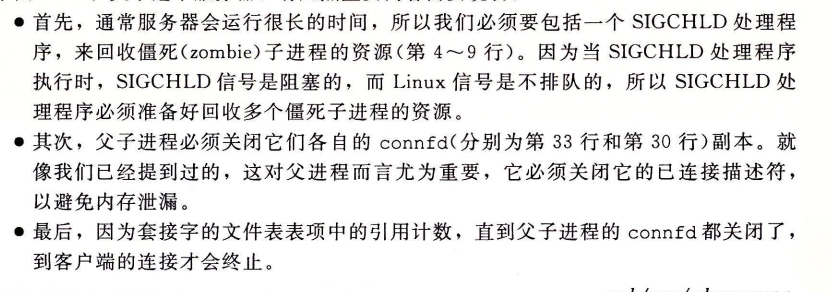 ● 首先，通常服务器会运行很长的时间，所以我们必须要包括一个 SIGCHLD 处理程
序，来回收僵死(zombie)子进程的资源(第 4～9 行)。因为当 SIGCHLD 处理程序
执行时，SIGCHLD 信号是阻塞的，而 Linux 信号是不排队的，所以 SIGCHLD 处
理程序必须准备好回收多个僵死子进程的资源。
● 其次，父子进程必须关闭它们各自的 connfd(分别为第 33 行和第 30 行)副本。就
像我们已经提到过的，这对父进程而言尤为重要，它必须关闭它的已连接描述符，
以避免内存泄漏。
● 最后，因为套接字的文件表表项中的引用计数，直到父子进程的 connfd 都关闭了，
到客户端的连接才会终止。